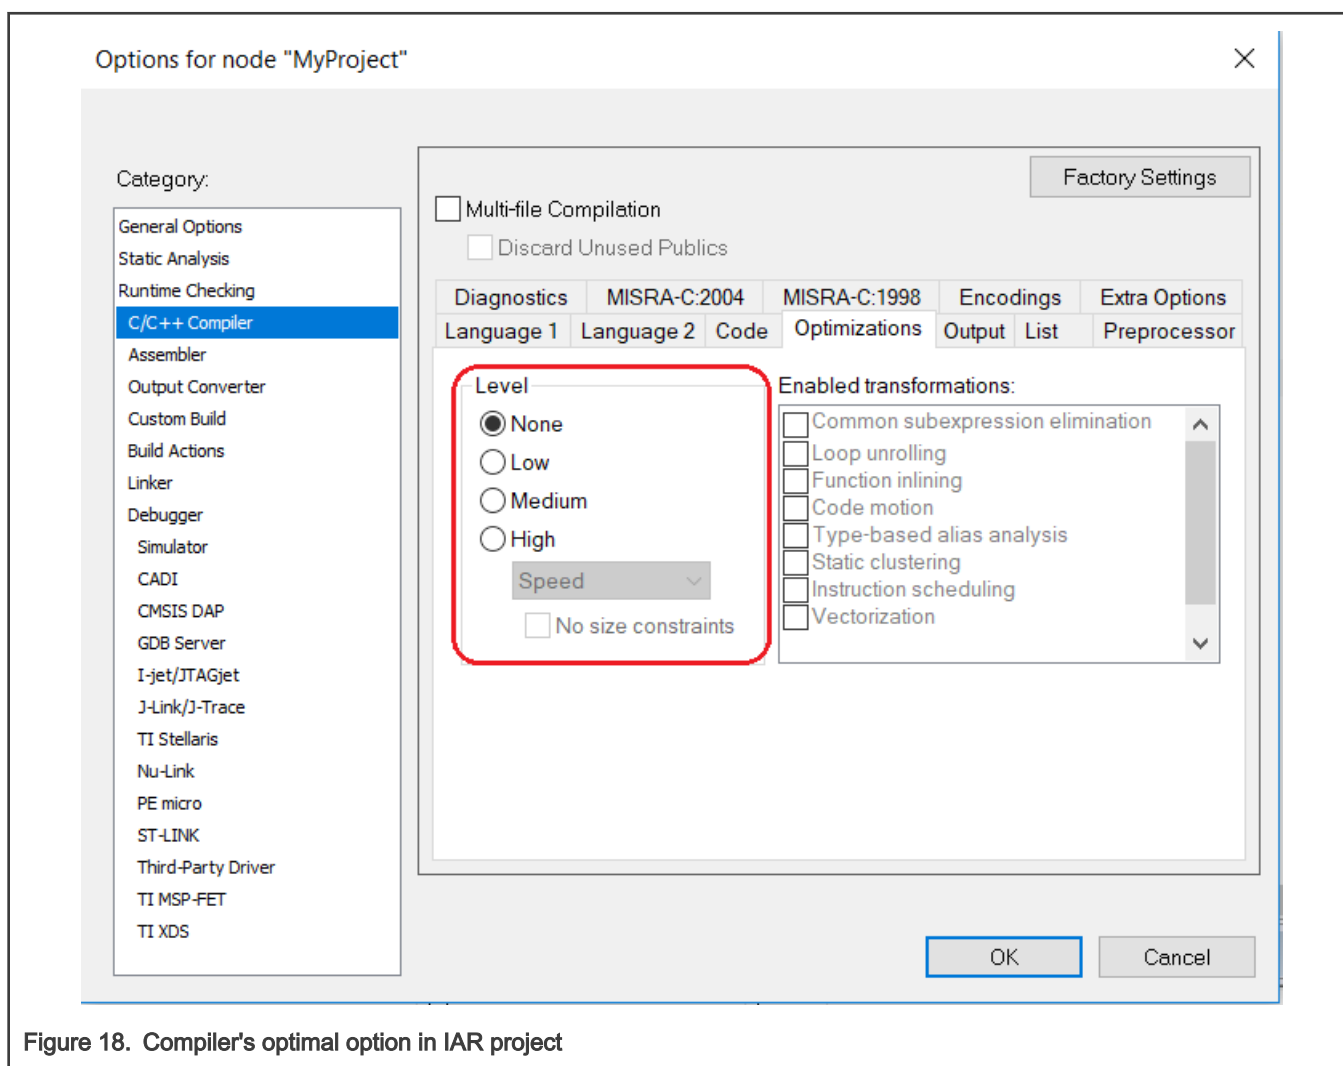 Options for node "MyProject"
Category:
General Options
Static Analysis
Runtime Checking
C/C++ Compiler
Assembler
Output Converter
Custom Build
Build Actions
Linker
Debugger
Simulator
CADI
CMSIS DAP
GDB Server
I-jet/JTAGjet
J-Link/J-Trace
TI Stellaris
Nu-Link
PE micro
ST-LINK
Third-Party Driver
TI MSP-FET
TI XDS
Factory Settings
Multi-file Compilation
Discard Unused Publics
Diagnostics MISRA-C:2004 MISRA-C:1998 Encodings Extra Options
Language 1 Language 2 Code Optimizations Output List Preprocessor
Level
None
Low
Medium
High
Speed
No size constraints
Enabled transformations:
Common subexpression elimination
Loop unrolling
Function inlining
Code motion
Type-based alias analysis
Static clustering
Instruction scheduling
Vectorization
OK Cancel
Figure 18. Compiler's optimal option in IAR project